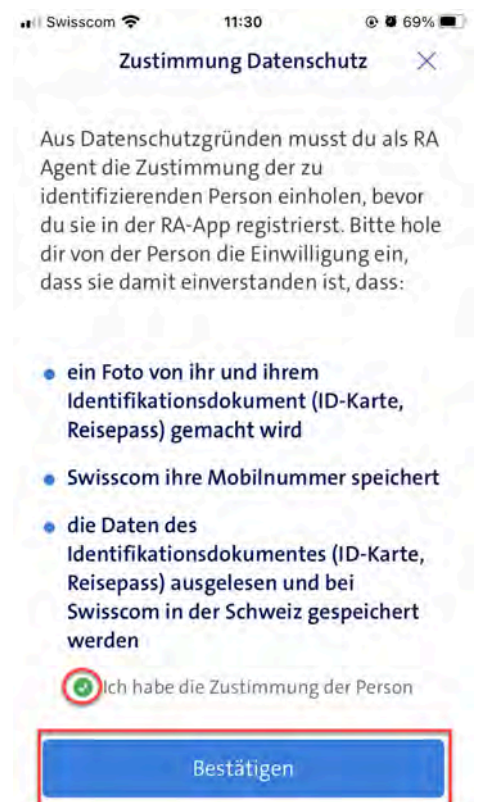 Swisscom 11:30 69%
Zustimmung Datenschutz
Aus Datenschutzgründen musst du als RA
Agent die Zustimmung der zu
identifizierenden Person einholen, bevor
du sie in der RA-App registrierst. Bitte hole
dir von der Person die Einwilligung ein,
dass sie damit einverstanden ist, dass:
ein Foto von ihr und ihrem
Identifikationsdokument (ID-Karte,
Reisepass) gemacht wird
Swisscom ihre Mobilnummer speichert
die Daten des
Identifikationsdokumentes (ID-Karte,
Reisepass) ausgelesen und bei
Swisscom in der Schweiz gespeichert
werden
Ich habe die Zustimmung der Person
Bestätigen